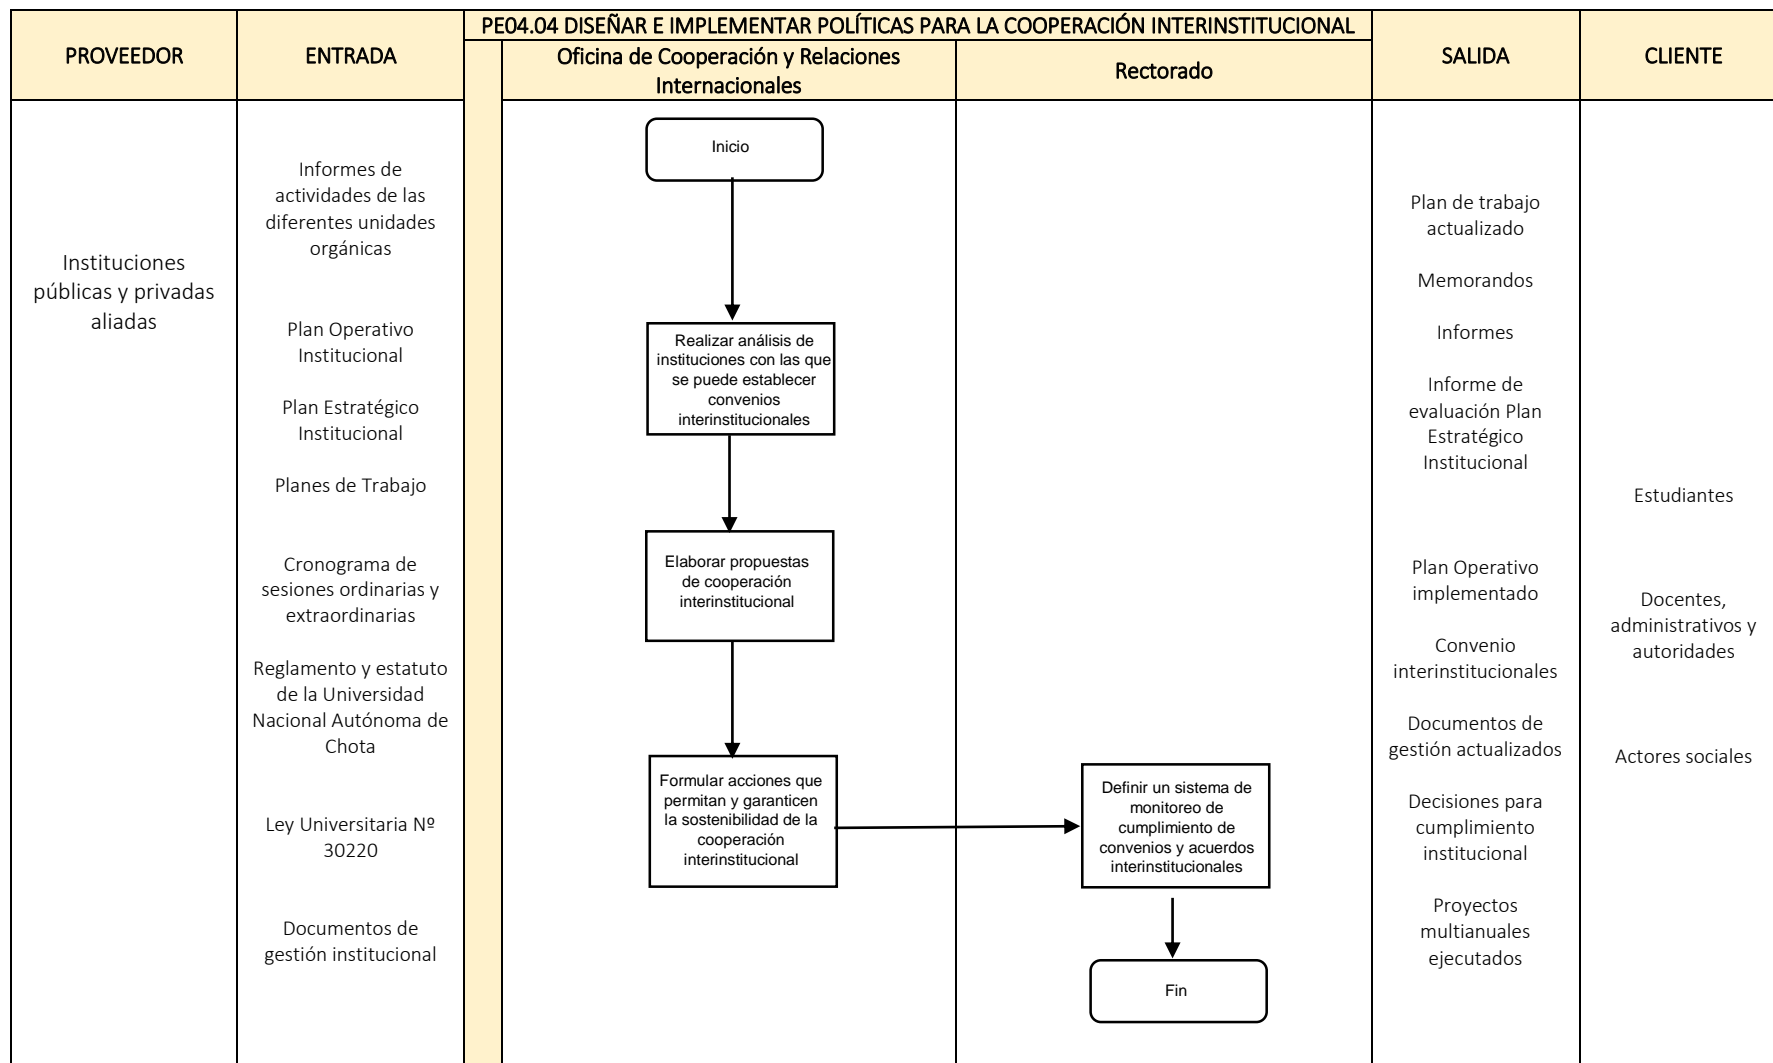 PE04.04 DISEÑAR E IMPLEMENTAR POLÍTICAS PARA LA COOPERACIÓN INTERINSTITUCIONAL
PROVEEDOR
ENTRADA
Oficina de Cooperación y Relaciones
Internacionales
Rectorado
SALIDA
CLIENTE
Instituciones
públicas y privadas
aliadas
Informes de
actividades de las
diferentes unidades
orgánicas
Plan Operativo
Institucional
Plan Estratégico
Institucional
Planes de Trabajo
Cronograma de
sesiones ordinarias y
extraordinarias
Reglamento y estatuto
de la Universidad
Nacional Autónoma de
Chota
Ley Universitaria Nº
30220
Documentos de
gestión institucional
Inicio
Realizar análisis de
instituciones con las que
se puede establecer
convenios
interinstitucionales
Elaborar propuestas
de cooperación
interinstitucional
Formular acciones que
permitan y garanticen
la sostenibilidad de la
cooperación
interinstitucional
Definir un sistema de
monitoreo de
cumplimiento de
convenios y acuerdos
interinstitucionales
Fin
Plan de trabajo
actualizado
Memorandos
Informes
Informe de
evaluación Plan
Estratégico
Institucional
Plan Operativo
implementado
Convenio
interinstitucionales
Documentos de
gestión actualizados
Decisiones para
cumplimiento
institucional
Proyectos
multianuales
ejecutados
Estudiantes
Docentes,
administrativos y
autoridades
Actores sociales